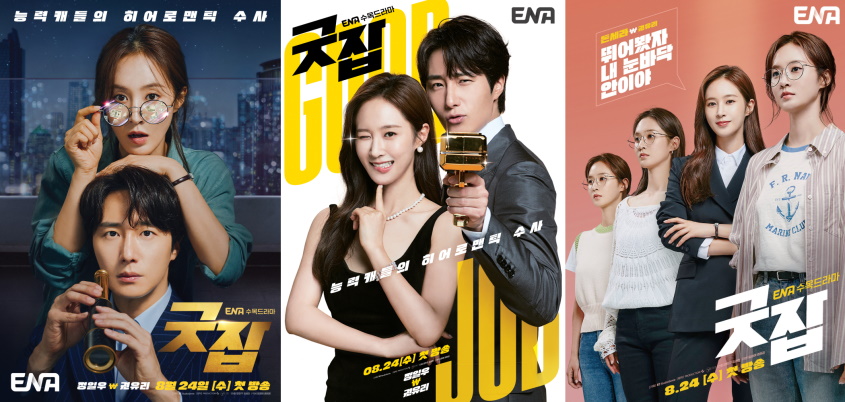 능력캐들의 히어로맨틱 수사
ENA 수목드라마
굿잡
ENA
정일우 W 권유리 8월 24일 [수] 첫 방송
ENA 수목드라마
굿잡
ENA
GOOD
능력캐들의 히어로맨틱 수사
08.24 [수] 첫 방송
정일우
W
권유리
JOB
ENA
돈세라 W 권유리
뛰어봤자
내 눈바닥
안이야
F. R. NA
MARIN CLUB
ENA 수목드라마
굿잡
8.24 [수] 첫 방송